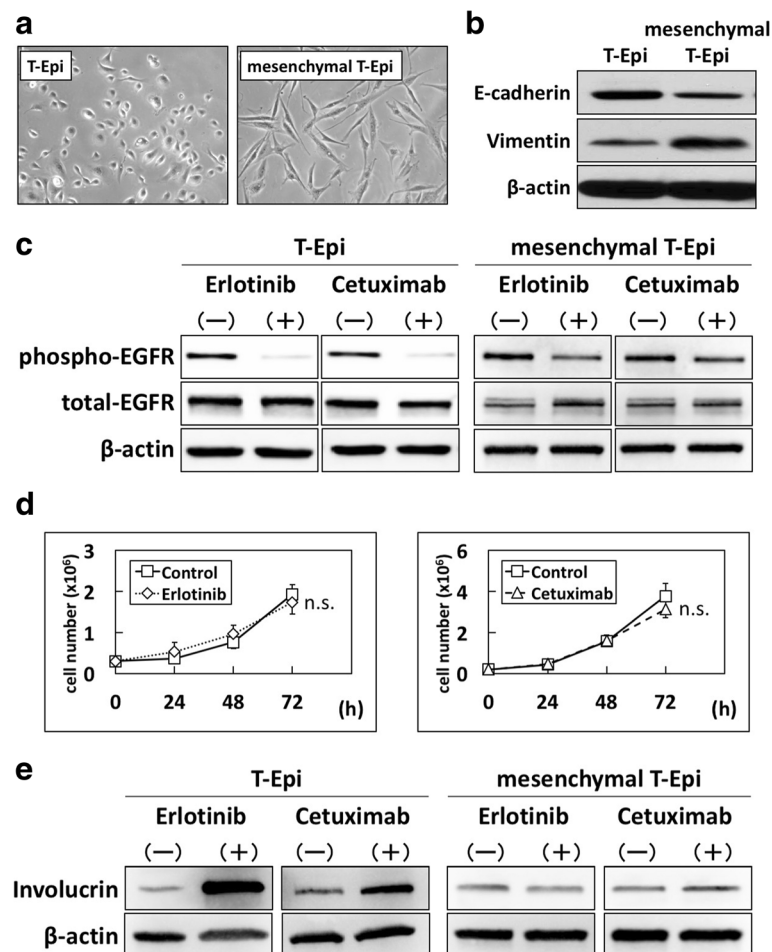 a
T-Epi
mesenchymal T-Epi
b
mesenchymal
T-Epi T-Epi
E-cadherin
Vimentin
β-actin
c
T-Epi mesenchymal T-Epi
Erlotinib Cetuximab Erlotinib Cetuximab
(—) (+) (—) (+) (—) (+) (—) (+)
phospho-EGFR
total-EGFR
β-actin
d
cell number (x10⁶)
3
2
1
0
Control
Erlotinib
n.s.
0 24 48 72 (h)
cell number (x10⁶)
6
4
2
0
Control
Cetuximab
n.s.
0 24 48 72 (h)
e
T-Epi mesenchymal T-Epi
Erlotinib Cetuximab Erlotinib Cetuximab
(—) (+) (—) (+) (—) (+) (—) (+)
Involucrin
β-actin